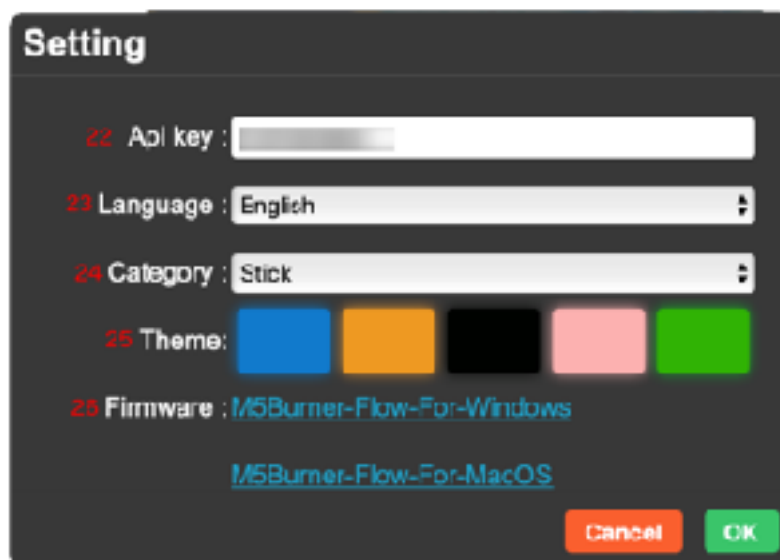 Setting
22 Api key :
23 Language : English
24 Category : Stick
25 Theme:
26 Firmware : M5Burner-Flow-For-Windows
M5Burner-Flow-For-MacOS
Cancel OK